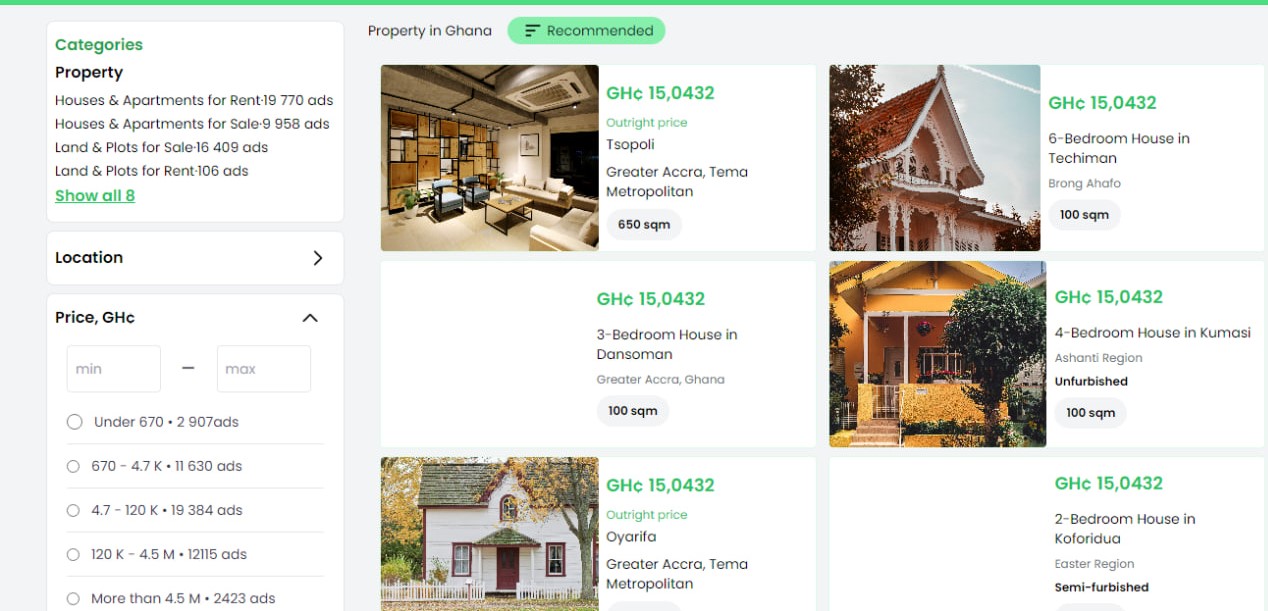 Categories
Property
Houses & Apartments for Rent·19 770 ads
Houses & Apartments for Sale·9 958 ads
Land & Plots for Sale·16 409 ads
Land & Plots for Rent·106 ads
Show all 8
Location
Price, GH¢
min — max
Under 670 • 2 907ads
670 - 4.7 K • 11 630 ads
4.7 - 120 K • 19 384 ads
120 K - 4.5 M • 12115 ads
More than 4.5 M • 2423 ads
Property in Ghana
Recommended
GH¢ 15,0432
Outright price
Tsopoli
Greater Accra, Tema
Metropolitan
650 sqm
GH¢ 15,0432
6-Bedroom House in
Techiman
Brong Ahafo
100 sqm
GH¢ 15,0432
3-Bedroom House in
Dansoman
Greater Accra, Ghana
100 sqm
GH¢ 15,0432
4-Bedroom House in Kumasi
Ashanti Region
Unfurbished
100 sqm
GH¢ 15,0432
Outright price
Oyarifa
Greater Accra, Tema
Metropolitan
GH¢ 15,0432
2-Bedroom House in
Koforidua
Easter Region
Semi-furbished